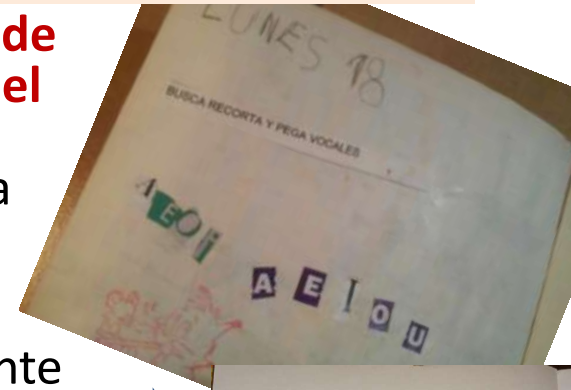 de
el
a
nte
LUNES 18
BUSCA RECORTA Y PEGA VOCALES
A E O i
A E I O U